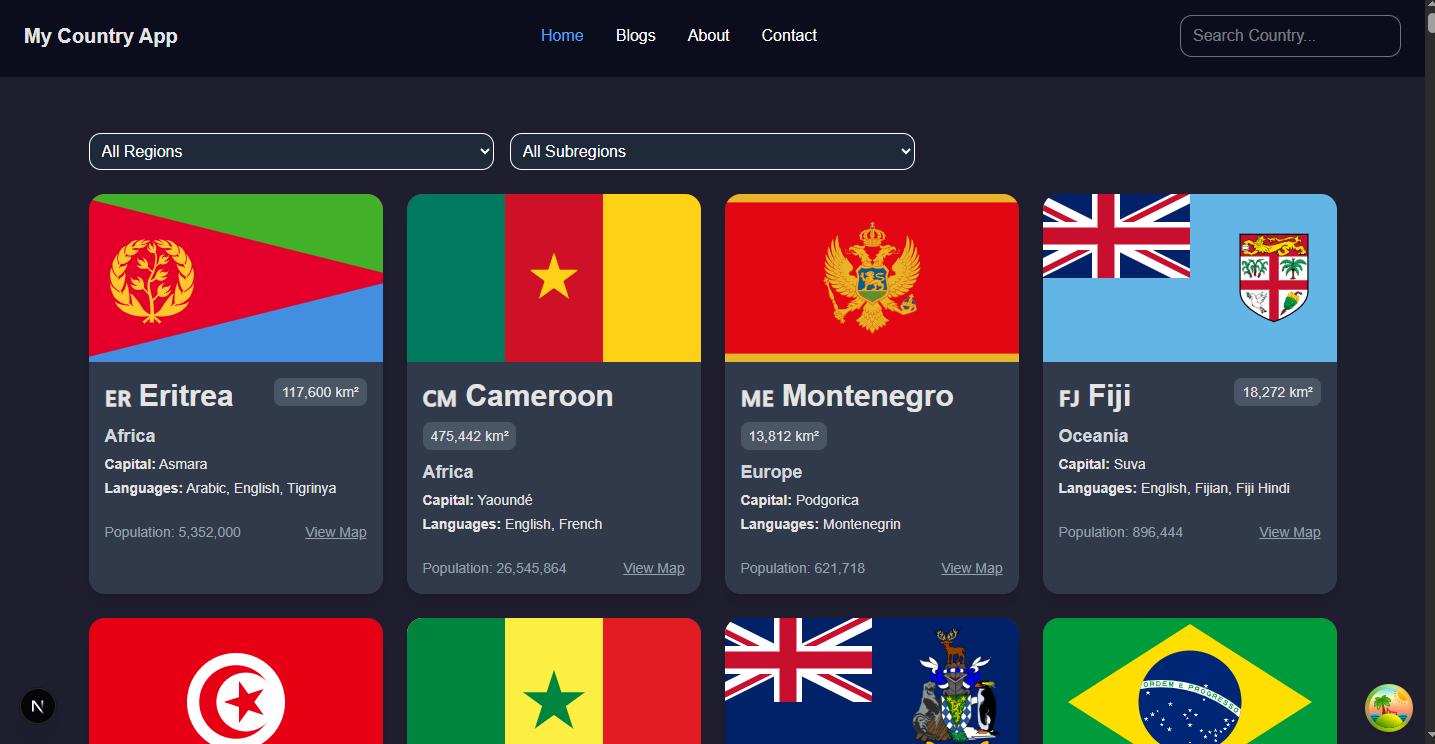 My Country App
Home Blogs About Contact
Search Country...
All Regions
All Subregions
ER Eritrea 117,600 km²
Africa
Capital: Asmara
Languages: Arabic, English, Tigrinya
Population: 5,352,000 View Map
CM Cameroon
475,442 km²
Africa
Capital: Yaoundé
Languages: English, French
Population: 26,545,864 View Map
ME Montenegro
13,812 km²
Europe
Capital: Podgorica
Languages: Montenegrin
Population: 621,718 View Map
FJ Fiji 18,272 km²
Oceania
Capital: Suva
Languages: English, Fijian, Fiji Hindi
Population: 896,444 View Map
ORDEM E PROGRESSO
N